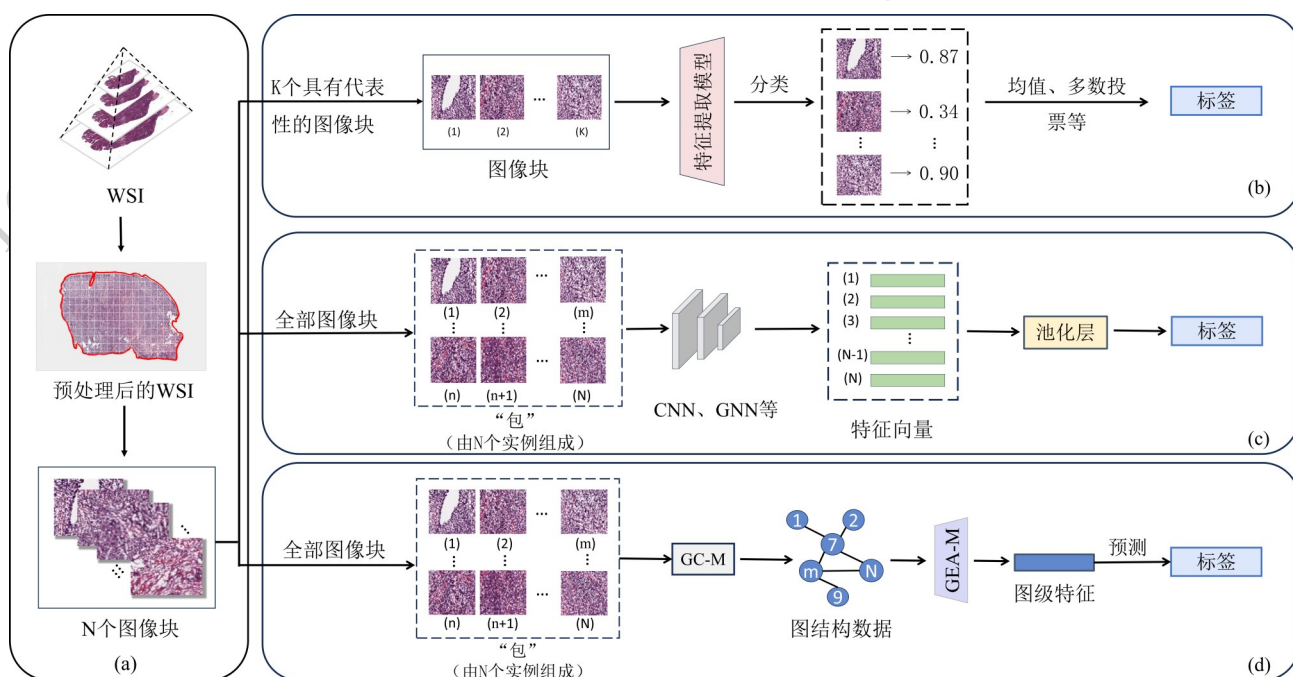 WSI
预处理后的WSI
N个图像块
(a)
K个具有代表
性的图像块
(1) (2) ... (K)
图像块
特征提取模型
分类
0.87
0.34
⋮ ⋮
0.90
均值、多数投
票等
标签
(b)
全部图像块
(1) (2) ... (m)
⋮ ⋮ ⋮
(n) (n+1) ... (N)
“包”
(由N个实例组成)
CNN、GNN等
(1)
(2)
(3)
⋮
(N-1)
(N)
特征向量
池化层
标签
(c)
全部图像块
(1) (2) ... (m)
⋮ ⋮ ⋮
(n) (n+1) ... (N)
“包”
(由N个实例组成)
GC-M
1 2
7
m N
9
图结构数据
GEA-M
图级特征
预测
标签
(d)